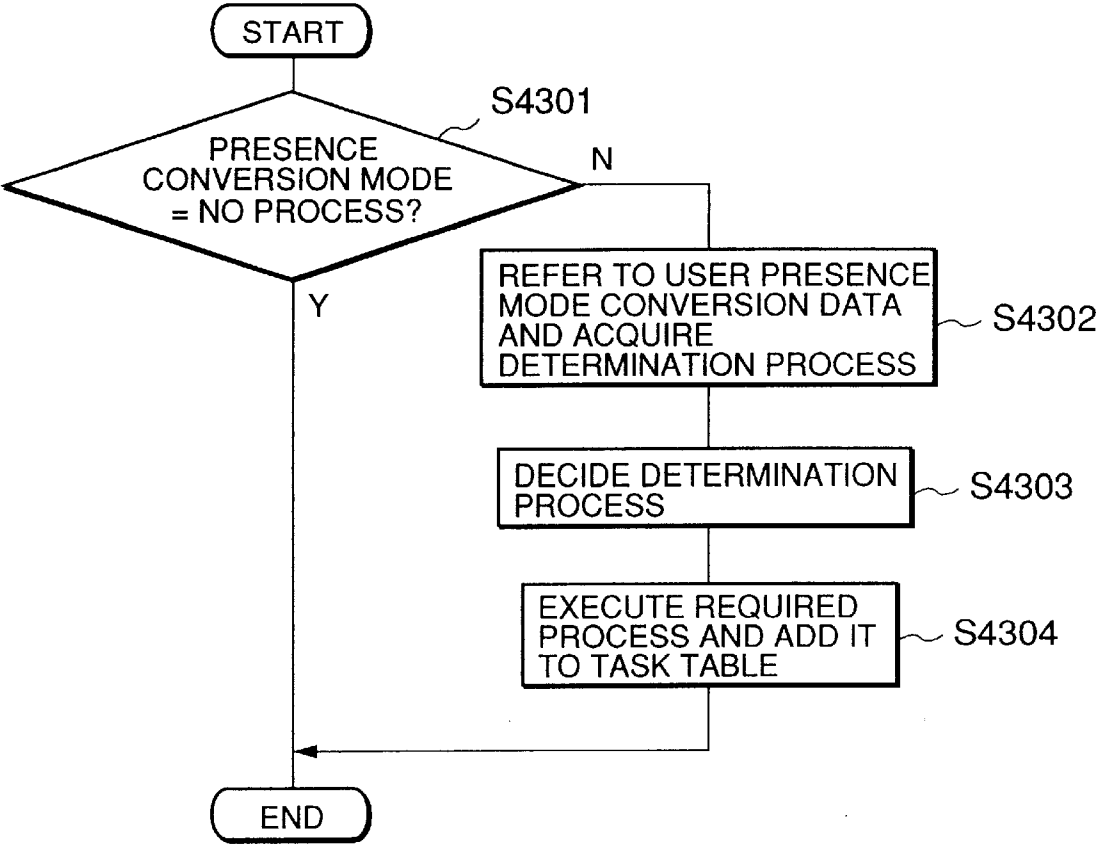 START
S4301
PRESENCE
CONVERSION MODE
= NO PROCESS?
N
Y
REFER TO USER PRESENCE
MODE CONVERSION DATA
AND ACQUIRE
DETERMINATION PROCESS
S4302
DECIDE DETERMINATION
PROCESS
S4303
EXECUTE REQUIRED
PROCESS AND ADD IT
TO TASK TABLE
S4304
END